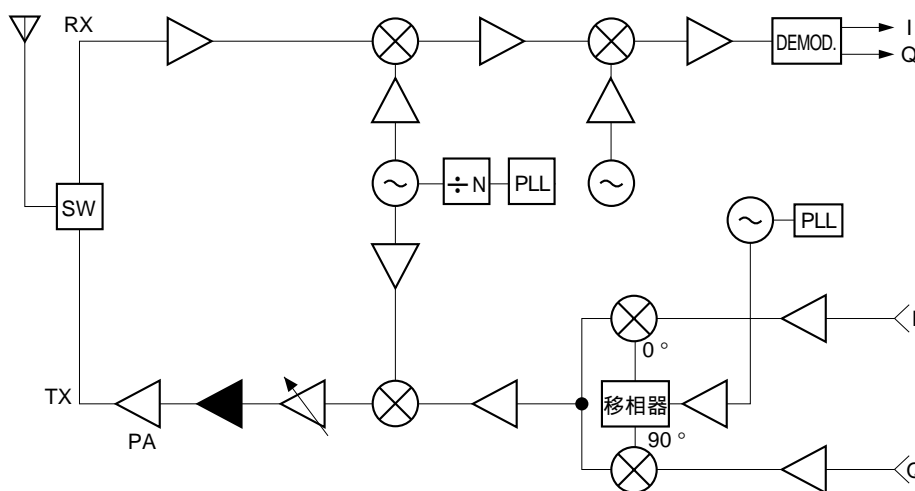 RX
I
DEMOD.
Q
÷N
PLL
SW
PLL
0°
TX
移相器
PA
90°
Q